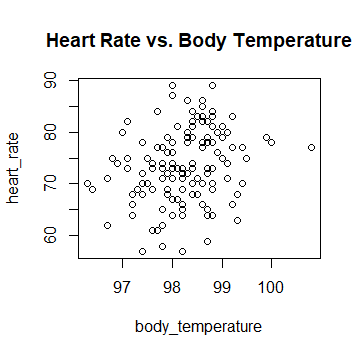 Heart Rate vs. Body Temperature
heart_rate
90
80
70
60
97 98 99 100
body_temperature